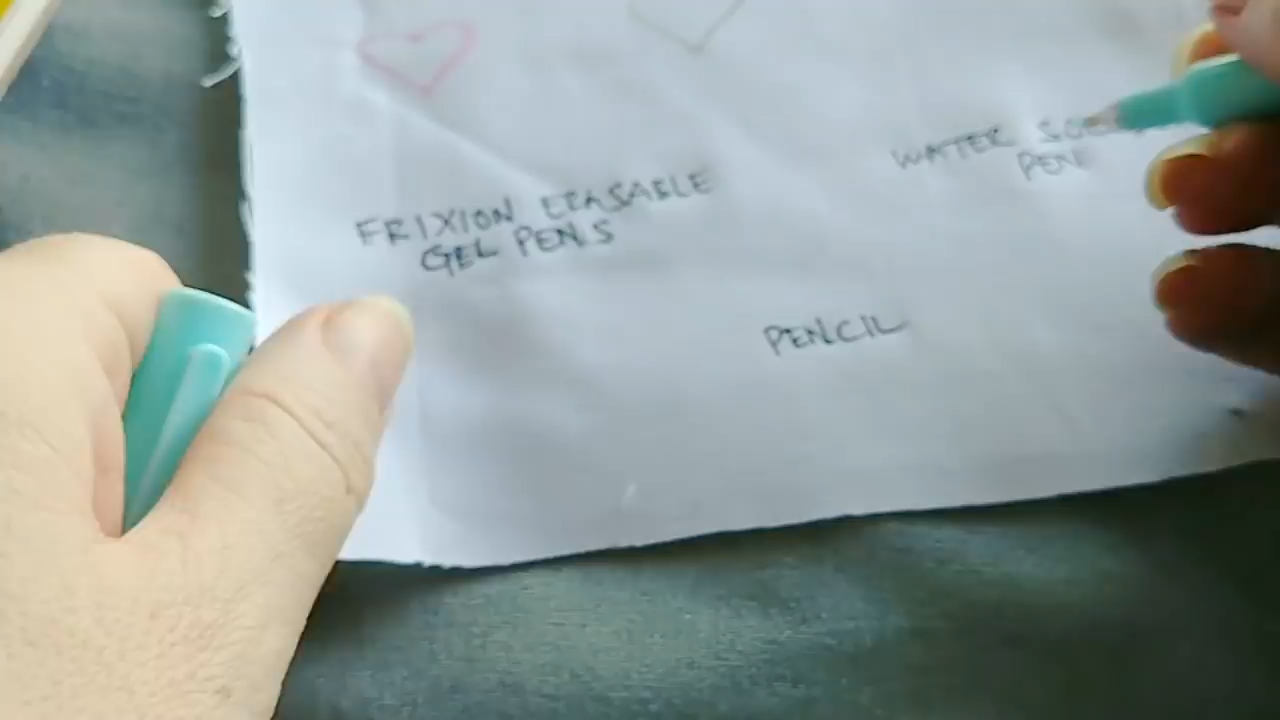 WATER
PEN
FRIXION ERASABLE
GEL PENS
PENCIL